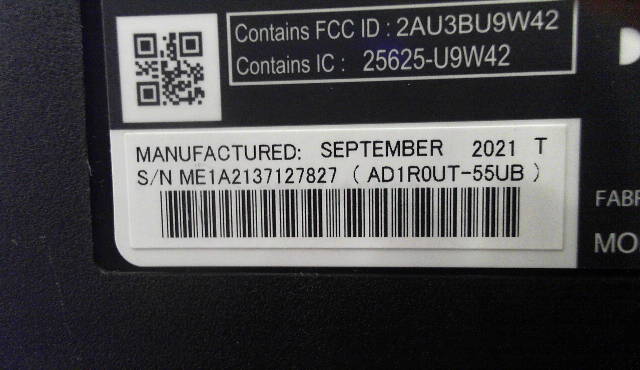 Contains FCC ID : 2AU3BU9W42
Contains IC : 25625-U9W42
MANUFACTURED: SEPTEMBER 2021 T
S/N ME1A2137127827 ( AD1R0UT-55UB )
FABR
MO